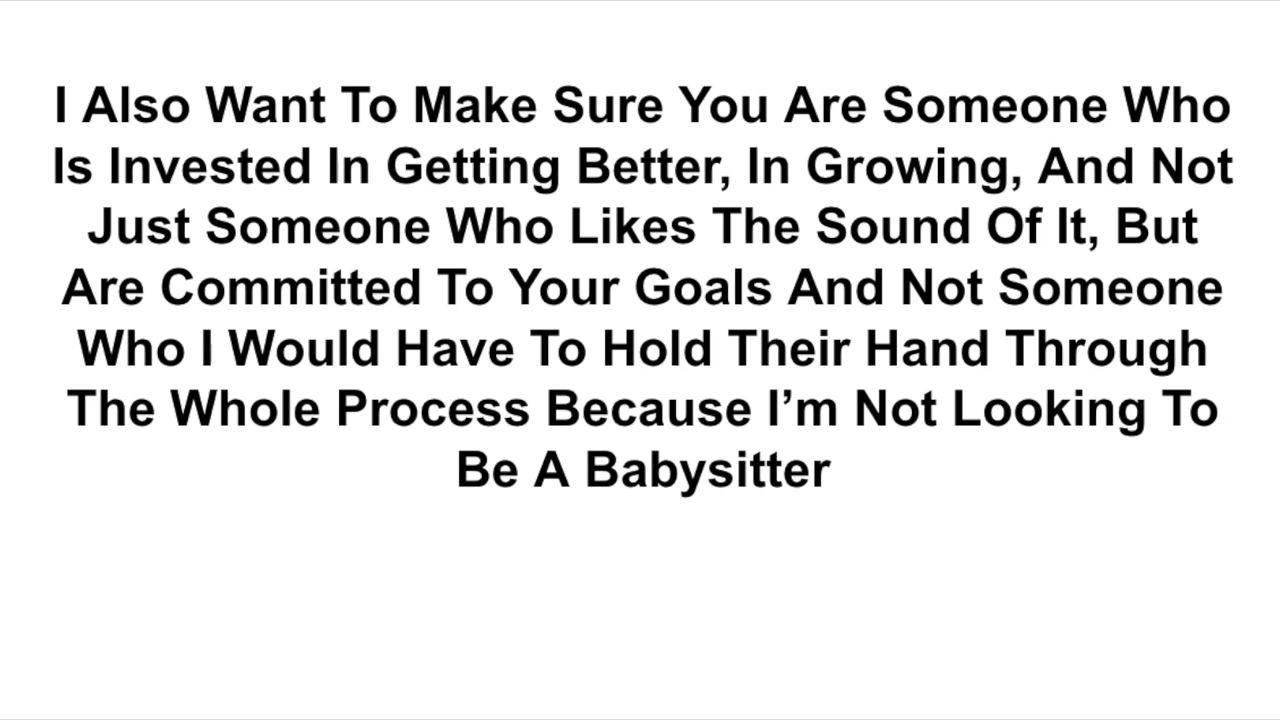 I Also Want To Make Sure You Are Someone Who
Is Invested In Getting Better, In Growing, And Not
Just Someone Who Likes The Sound Of It, But
Are Committed To Your Goals And Not Someone
Who I Would Have To Hold Their Hand Through
The Whole Process Because I’m Not Looking To
Be A Babysitter